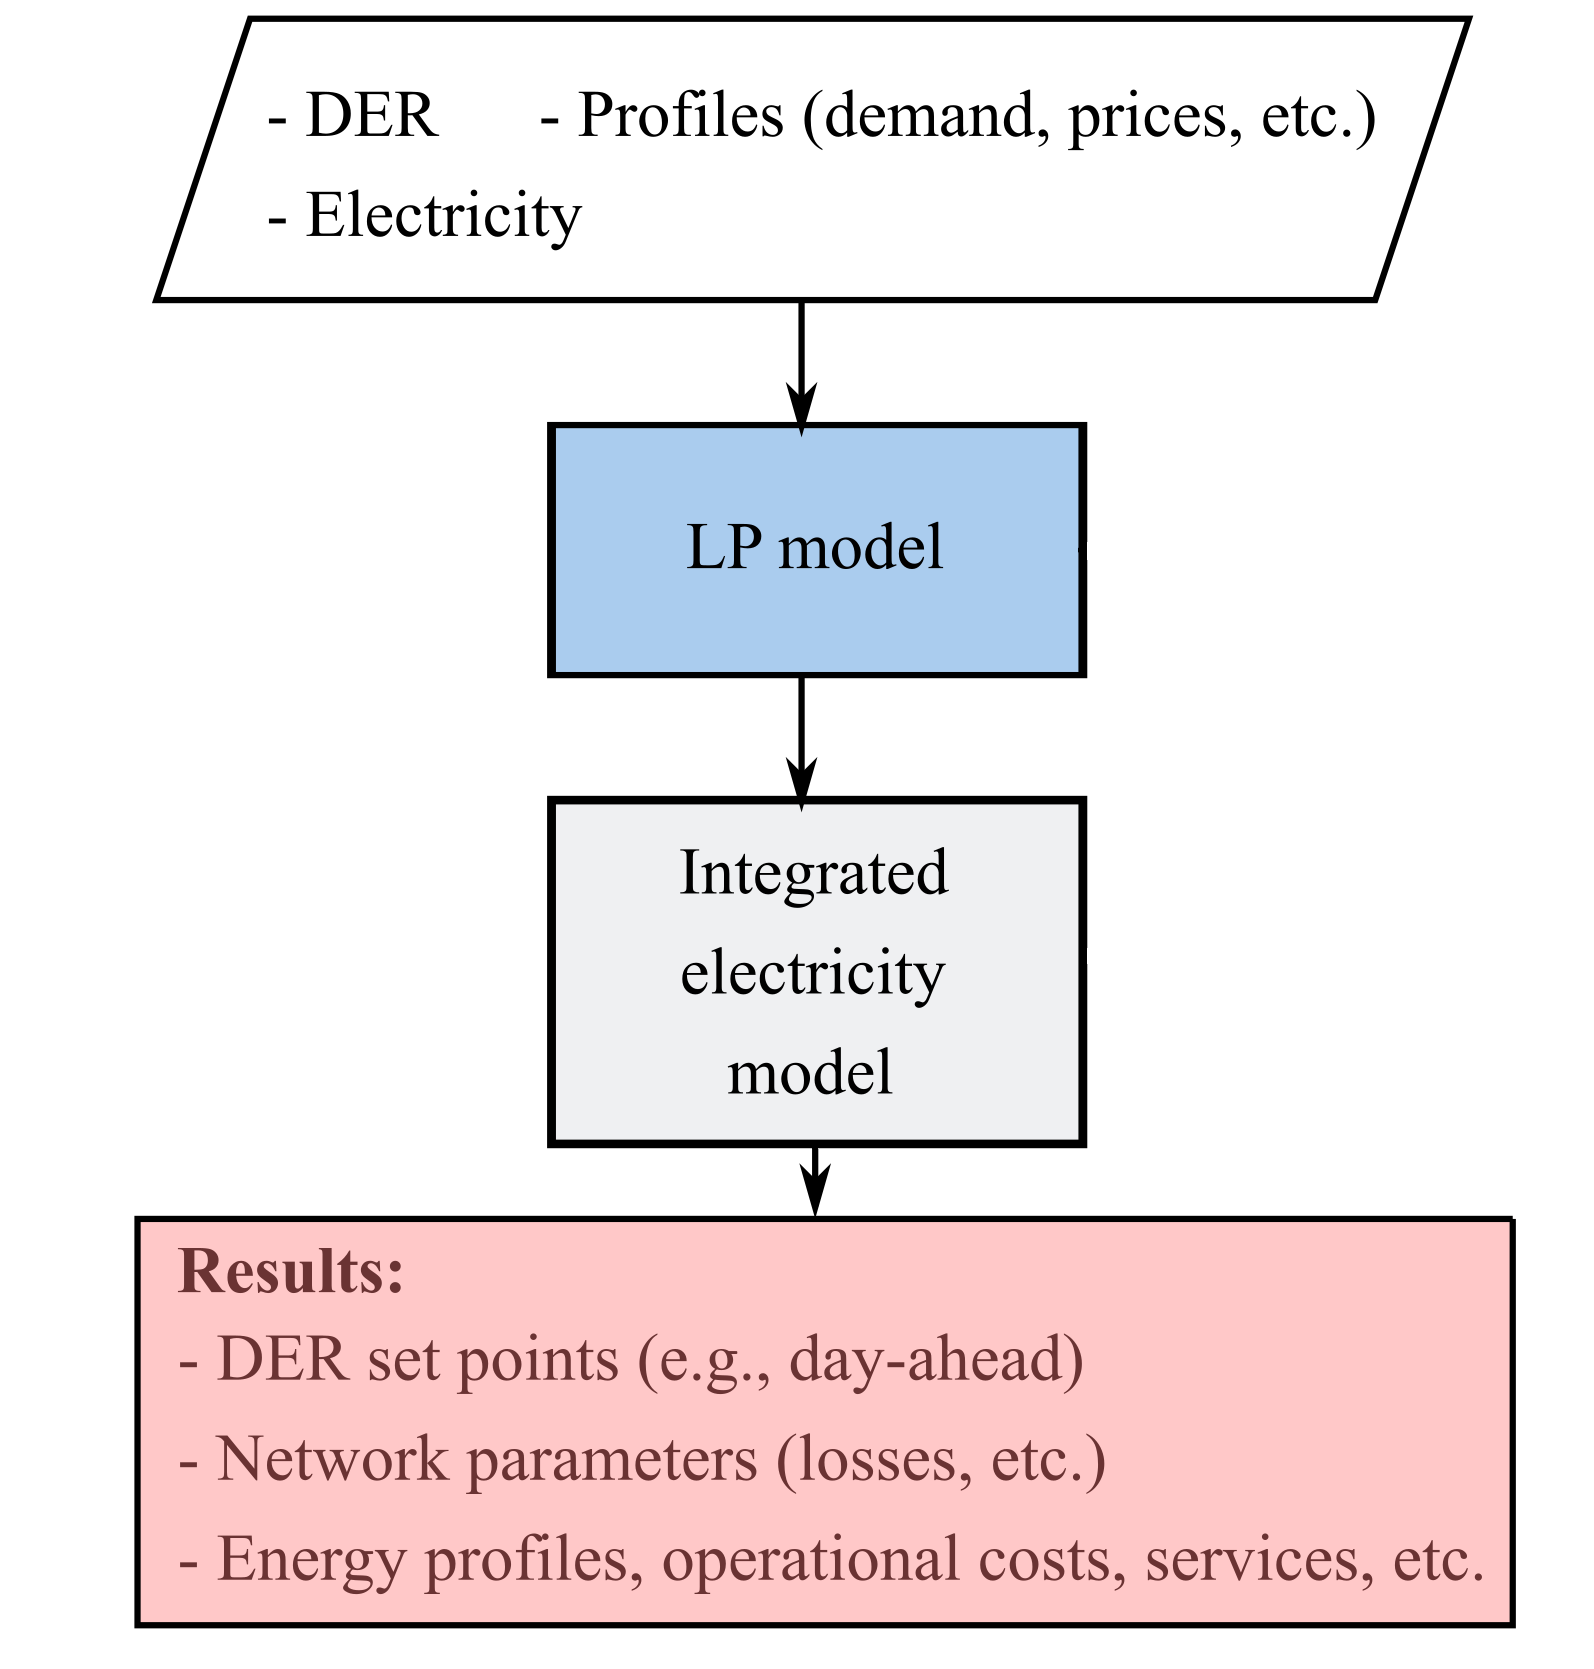 - DER - Profiles (demand, prices, etc.)
- Electricity
LP model
Integrated
electricity
model
Results:
- DER set points (e.g., day-ahead)
- Network parameters (losses, etc.)
- Energy profiles, operational costs, services, etc.